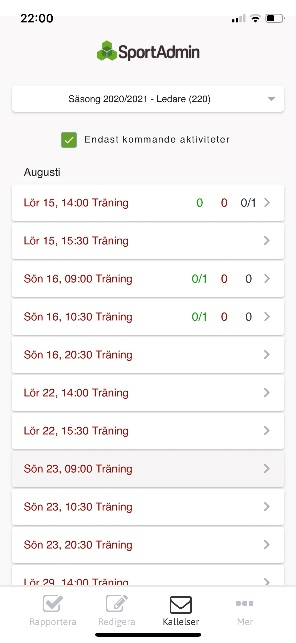 22:00
SportAdmin
Säsong 2020/2021 - Ledare (220)
Endast kommande aktiviteter
Augusti
Lör 15, 14:00 Träning 0 0 0/1
Lör 15, 15:30 Träning
Sön 16, 09:00 Träning 0/1 0 0
Sön 16, 10:30 Träning 0/1 0 0
Sön 16, 20:30 Träning
Lör 22, 14:00 Träning
Lör 22, 15:30 Träning
Sön 23, 09:00 Träning
Sön 23, 10:30 Träning
Sön 23, 20:30 Träning
Lör 29, 14:00 Träning
Rapportera Redigera Kallelser Mer